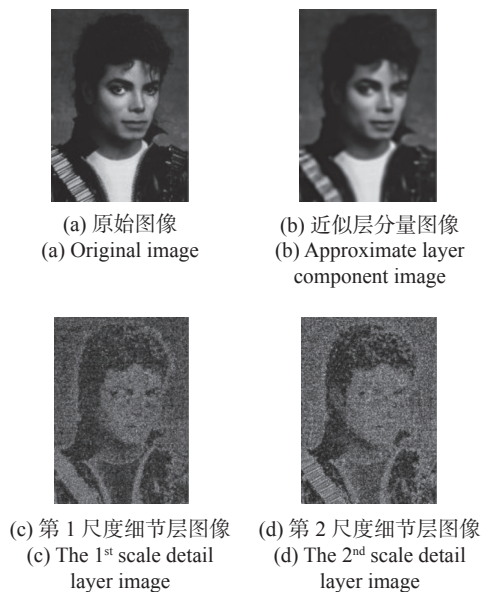 (a) 原始图像
(a) Original image
(b) 近似层分量图像
(b) Approximate layer
component image
(c) 第 1 尺度细节层图像
(c) The 1st scale detail
layer image
(d) 第 2 尺度细节层图像
(d) The 2nd scale detail
layer image